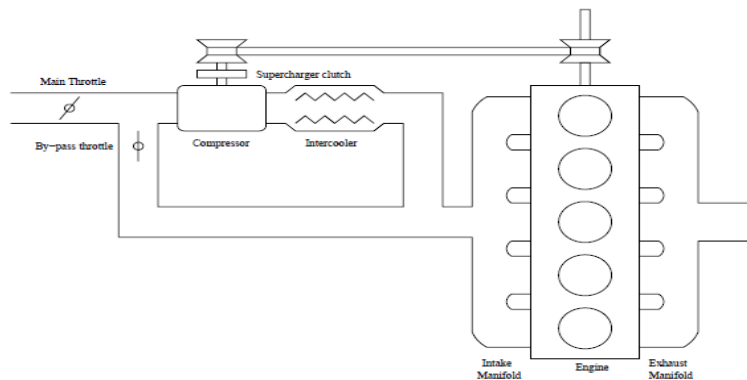 Supercharger clutch
Main Throttle
By-pass throttle
Compressor
Intercooler
Intake
Manifold
Engine
Exhaust
Manifold